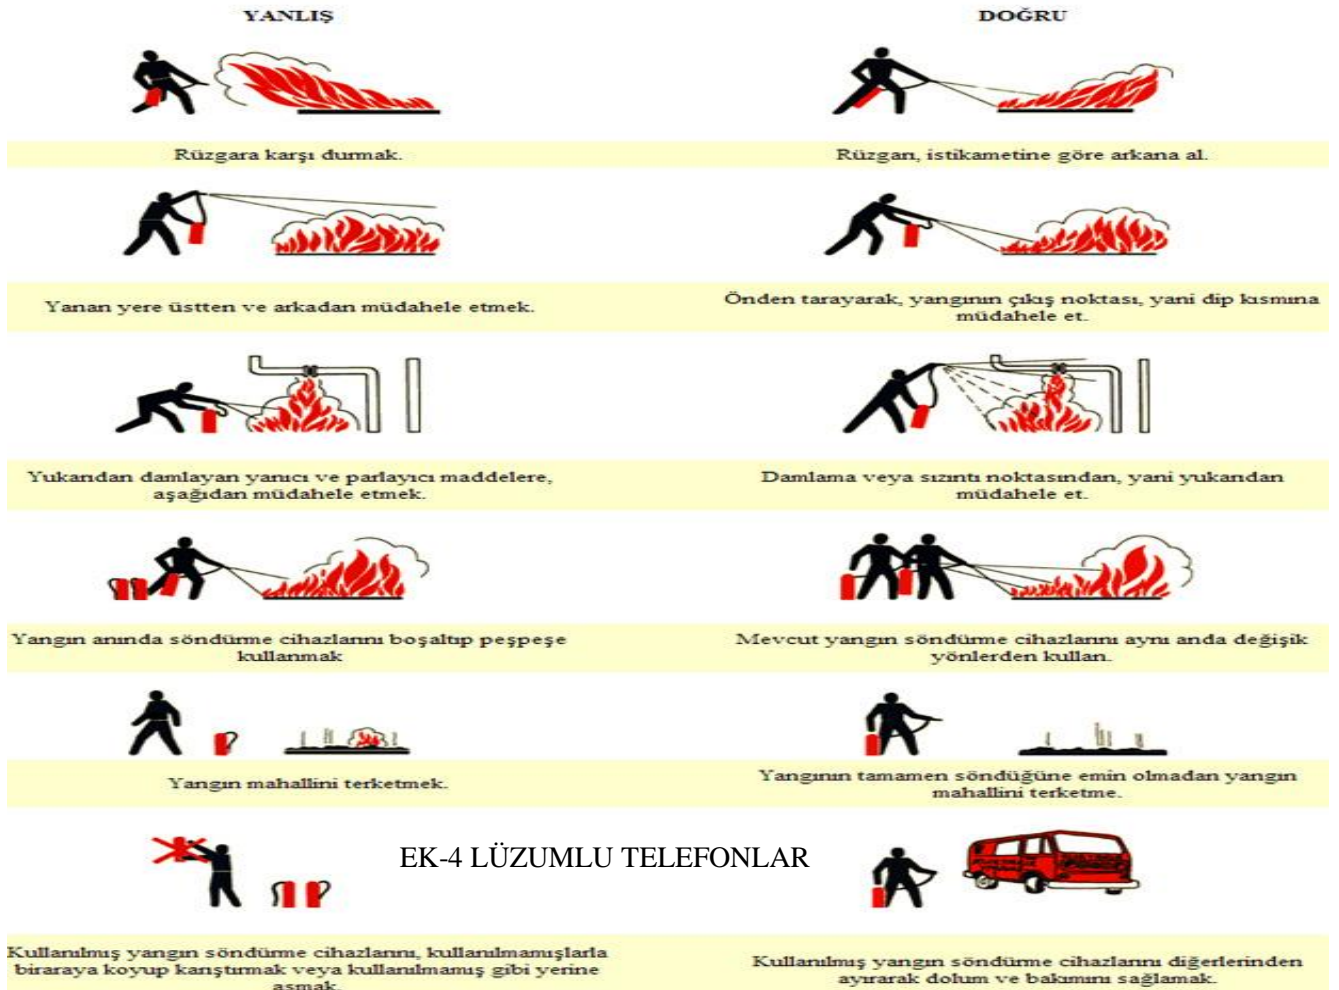 YANLIŞ
DOĞRU
Rüzgara karşı durmak.
Rüzgarı, istikametine göre arkana al.
Yanan yere üstten ve arkadan müdahele etmek.
Önden tarayarak, yangının çıkış noktası, yani dip kısmına
müdahele et.
Yukarıdan damlayan yanıcı ve parlayıcı maddelere,
aşağıdan müdahele etmek.
Damlama veya sızıntı noktasından, yani yukarıdan
müdahele et.
Yangın anında söndürme cihazlarını boşaltıp peşpeşe
kullanmak
Mevcut yangın söndürme cihazlarını aynı anda değişik
yönlerden kullan.
Yangın mahallini terketmek.
Yangının tamamen söndüğüne emin olmadan yangın
mahallini terketme.
EK-4 LÜZUMLU TELEFONLAR
Kullanılmış yangın söndürme cihazlarını, kullanılmamışlarla
biraraya koyup karıştırmak veya kullanılmamış gibi yerine
asmak.
Kullanılmış yangın söndürme cihazlarını diğerlerinden
ayırarak dolum ve bakımını sağlamak.